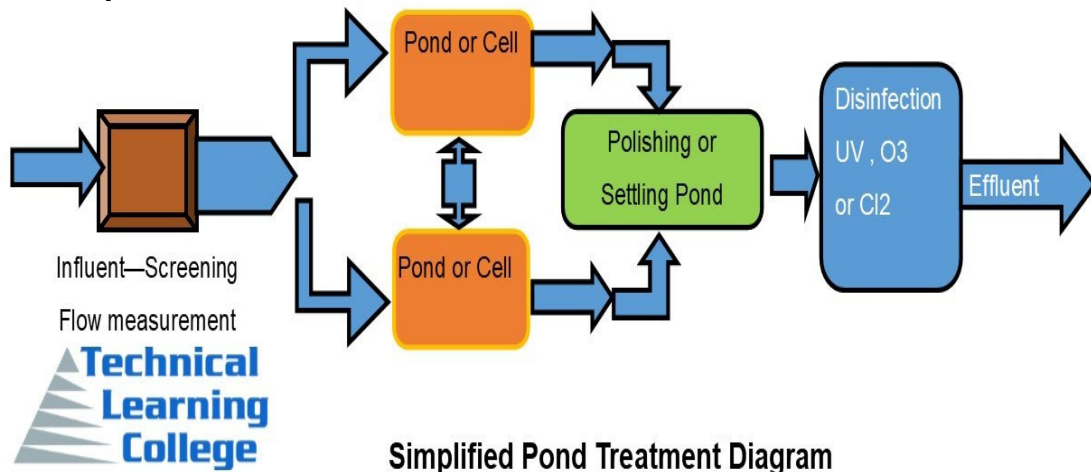 Pond or Cell
Polishing or
Settling Pond
Disinfection
UV , O3
or Cl2
Effluent
Pond or Cell
Influent—Screening
Flow measurement
Technical
Learning
College
Simplified Pond Treatment Diagram